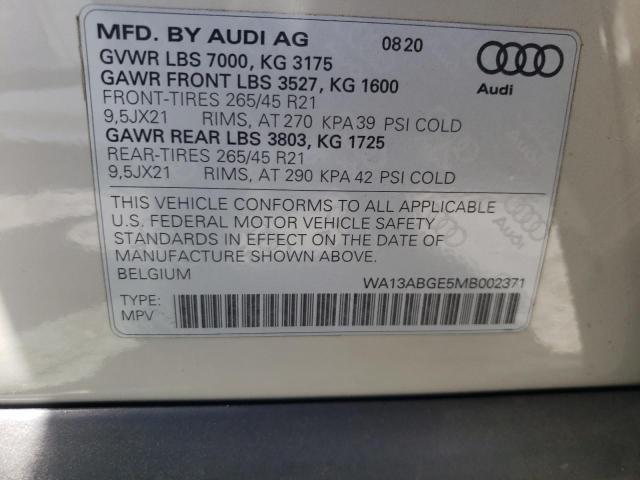 MFD. BY AUDI AG 0820
GVWR LBS 7000, KG 3175
GAWR FRONT LBS 3527, KG 1600
FRONT-TIRES 265/45 R21
9,5JX21 RIMS, AT 270 KPA 39 PSI COLD
GAWR REAR LBS 3803, KG 1725
REAR-TIRES 265/45 R21
9,5JX21 RIMS, AT 290 KPA 42 PSI COLD
Audi
THIS VEHICLE CONFORMS TO ALL APPLICABLE
U.S. FEDERAL MOTOR VEHICLE SAFETY
STANDARDS IN EFFECT ON THE DATE OF
MANUFACTURE SHOWN ABOVE.
BELGIUM WA13ABGE5MB002371
TYPE:
MPV
Audi